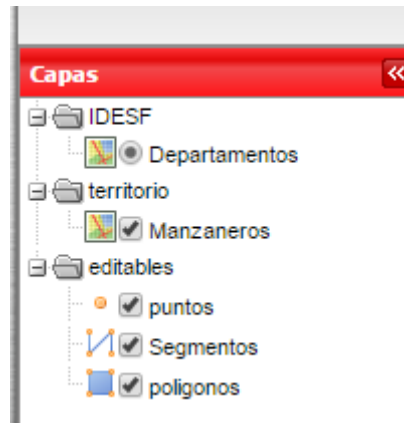 Capas
IDESF
Departamentos
territorio
Manzaneros
editables
puntos
Segmentos
poligonos